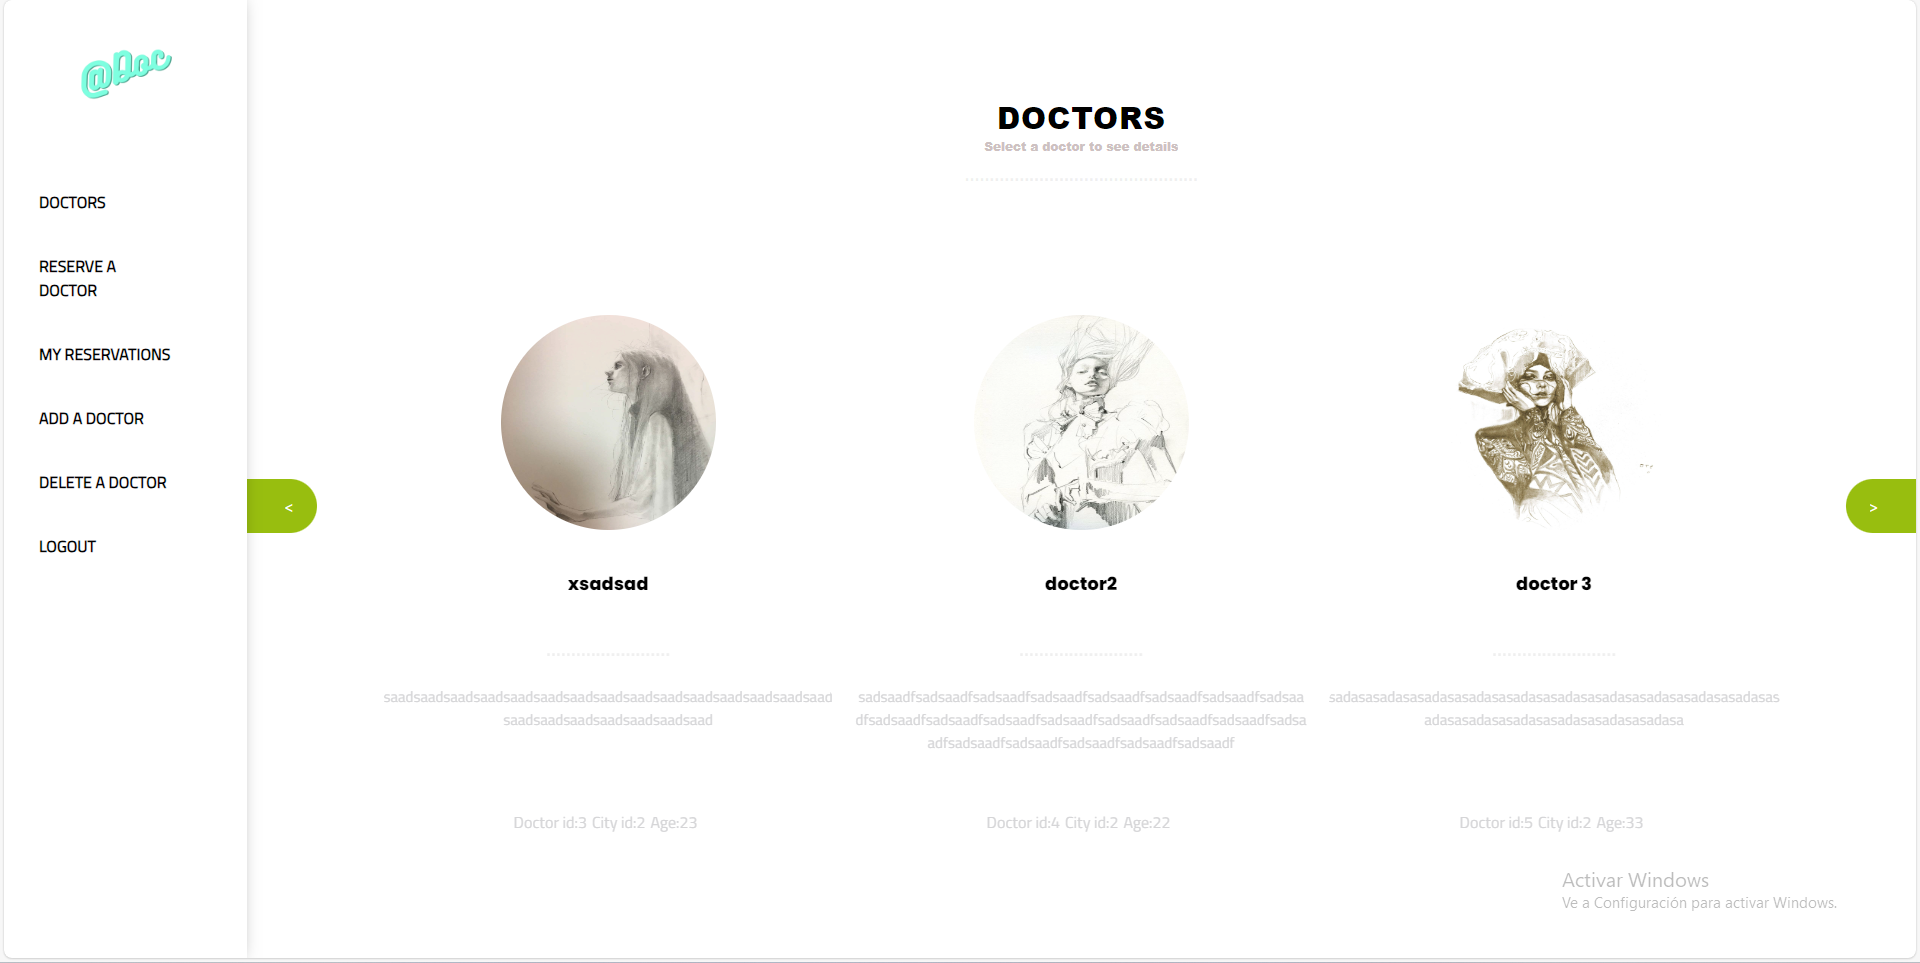 @Doc
DOCTORS
RESERVE A
DOCTOR
MY RESERVATIONS
ADD A DOCTOR
DELETE A DOCTOR
LOGOUT
DOCTORS
Select a doctor to see details
<
>
xsadsad
doctor2
doctor 3
saadsaadsaadsaadsaadsaadsaadsaadsaadsaadsaadsaadsaadsaadsaad
saadsaadsaadsaadsaadsaadsaad
sadsaadfsadsaadfsadsaadfsadsaadfsadsaadfsadsaadfsadsaadfsadsaa
dfsadsaadfsadsaadfsadsaadfsadsaadfsadsaadfsadsaadfsadsaadfsadsa
adfsadsaadfsadsaadfsadsaadfsadsaadfsadsaadf
sadasasadasasadasasadasasadasasadasasadasasadasasadasasadasas
adasasadasasadasasadasasadasasadasa
Doctor id:3 City id:2 Age:23
Doctor id:4 City id:2 Age:22
Doctor id:5 City id:2 Age:33
Activar Windows
Ve a Configuración para activar Windows.